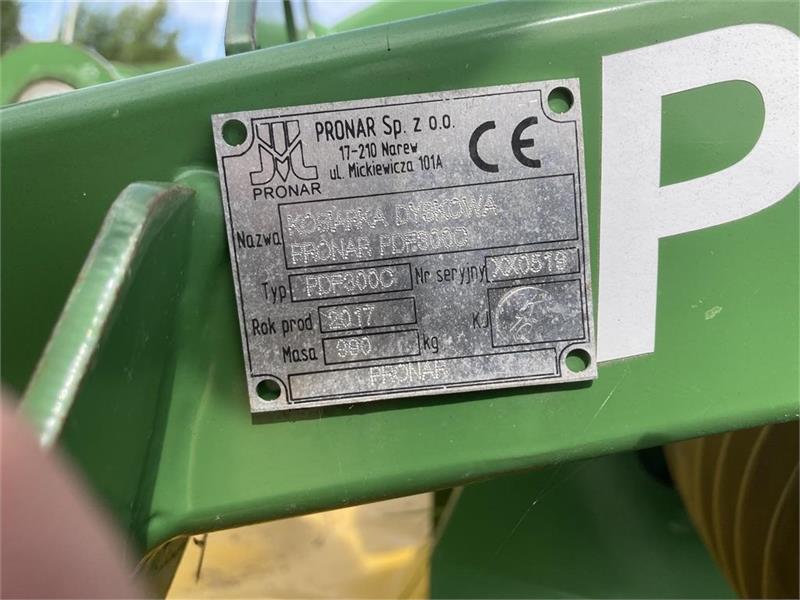 PRONAR Sp. z o.o.
17-210 Narew
ul. Mickiewicza 101A
CE
PRONAR
Nazwa KOSIARKA DYSKOWA
PRONAR PDF300C
Typ PDF300C Nr seryjny XX0519
Rok prod 2017 KJ
Masa 990 kg
PRONAR
P